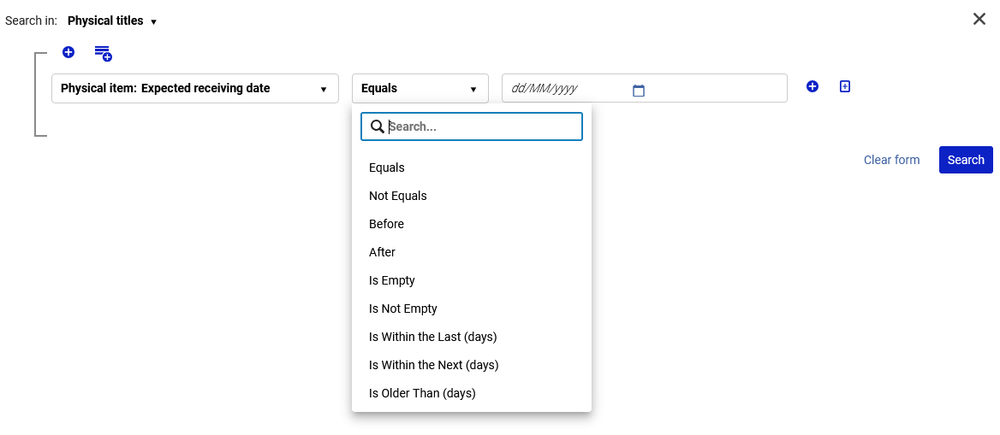 Search in: Physical titles
Physical item: Expected receiving date Equals dd/MM/yyyy
Search...
Equals
Clear form Search
Not Equals
Before
After
Is Empty
Is Not Empty
Is Within the Last (days)
Is Within the Next (days)
Is Older Than (days)